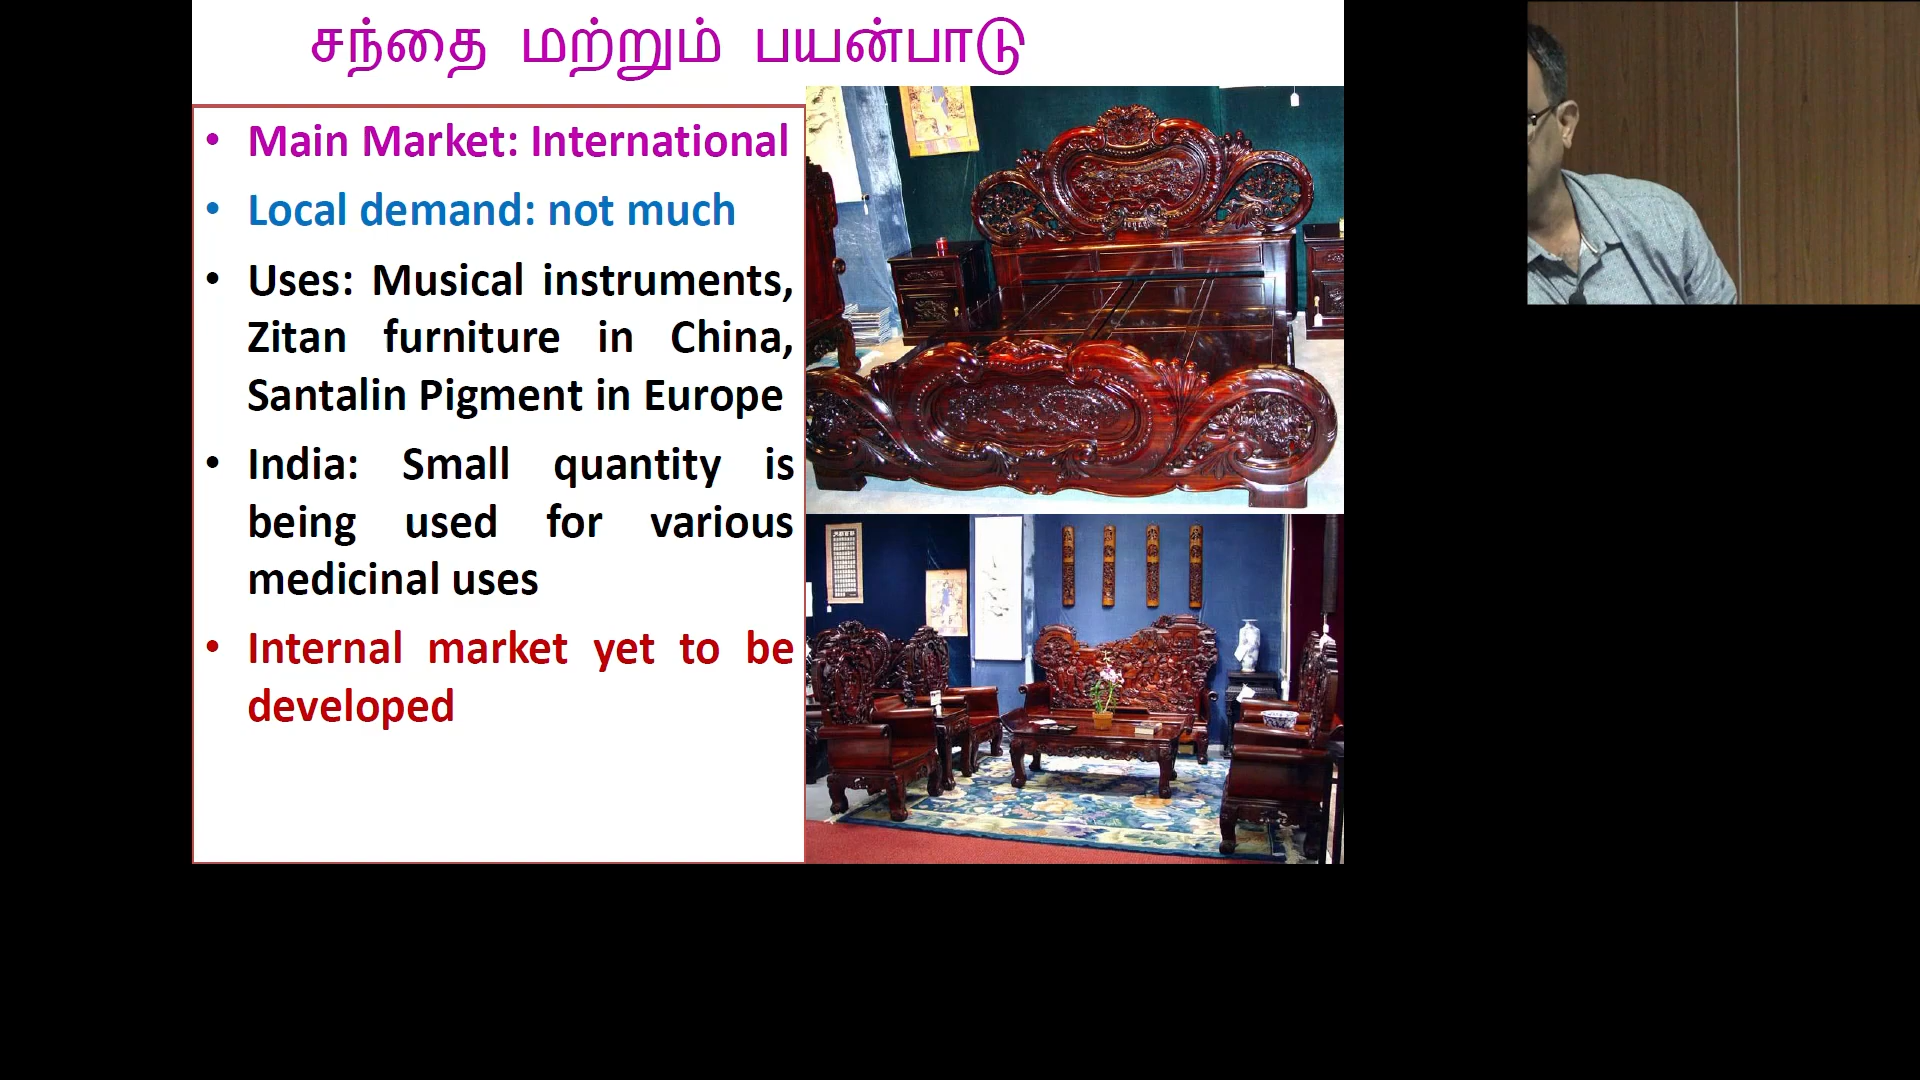 சந்தை மற்றும் பயன்பாடு
• Main Market: International
• Local demand: not much
• Uses: Musical instruments,
Zitan furniture in China,
Santalin Pigment in Europe
• India: Small quantity is
being used for various
medicinal uses
• Internal market yet to be
developed